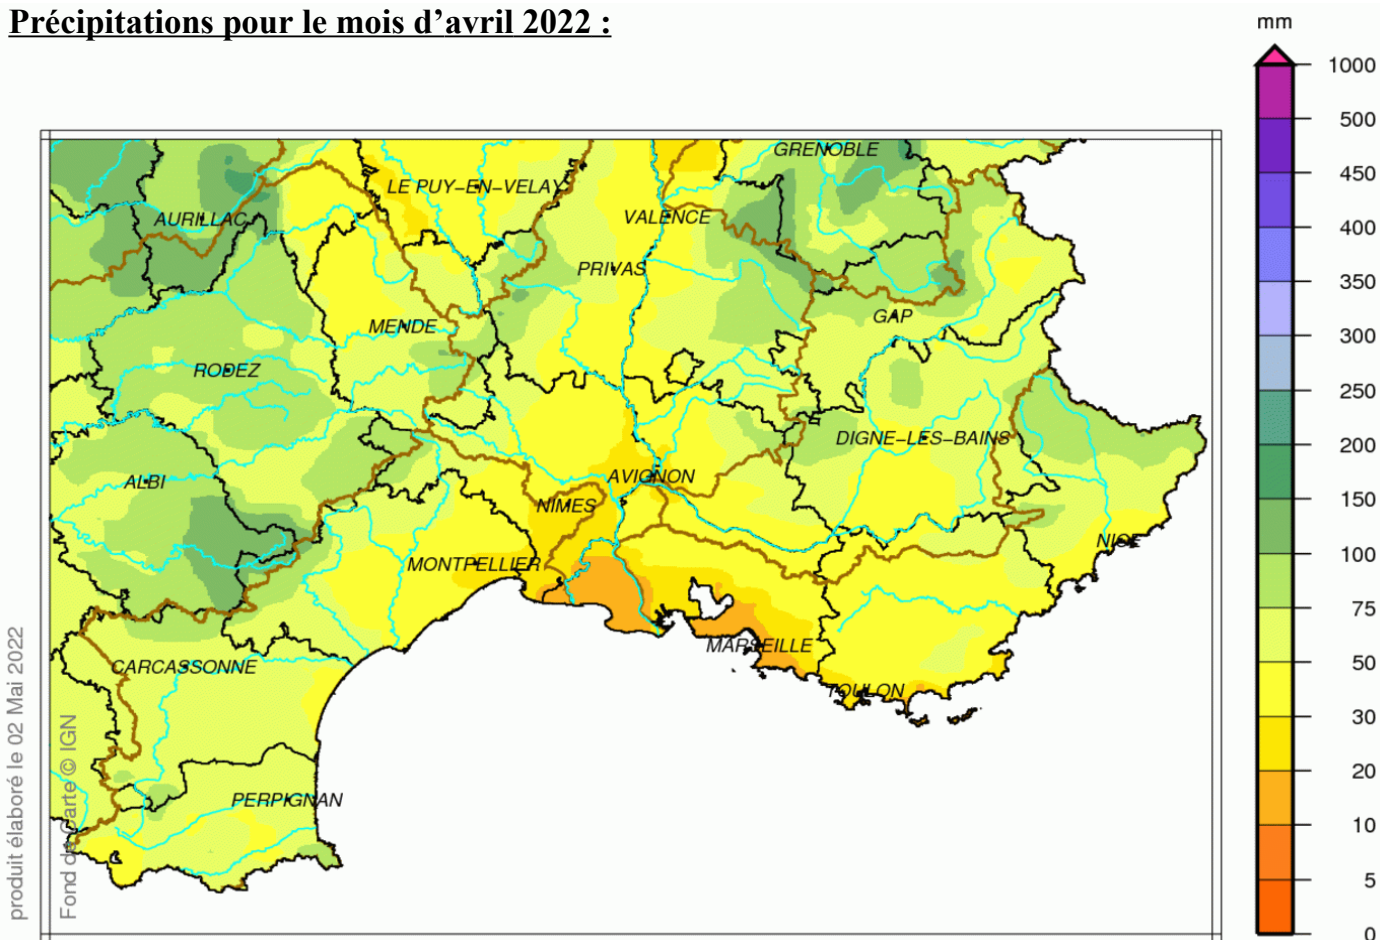 Précipitations pour le mois d’avril 2022 :
mm
1000
500
450
400
350
300
250
200
150
100
75
50
30
20
10
5
0
GRENOBLE
LE PUY-EN-VELAY
AURILLAC
VALENCE
PRIVAS
GAP
MENDE
RODEZ
DIGNE-LES-BAINS
AVIGNON
ALBI
NIMES
NICE
MONTPELLIER
MARSEILLE
CARCASSONNE
TOULON
PERPIGNAN
produit élaboré le 02 Mai 2022
Fond de Carte © IGN